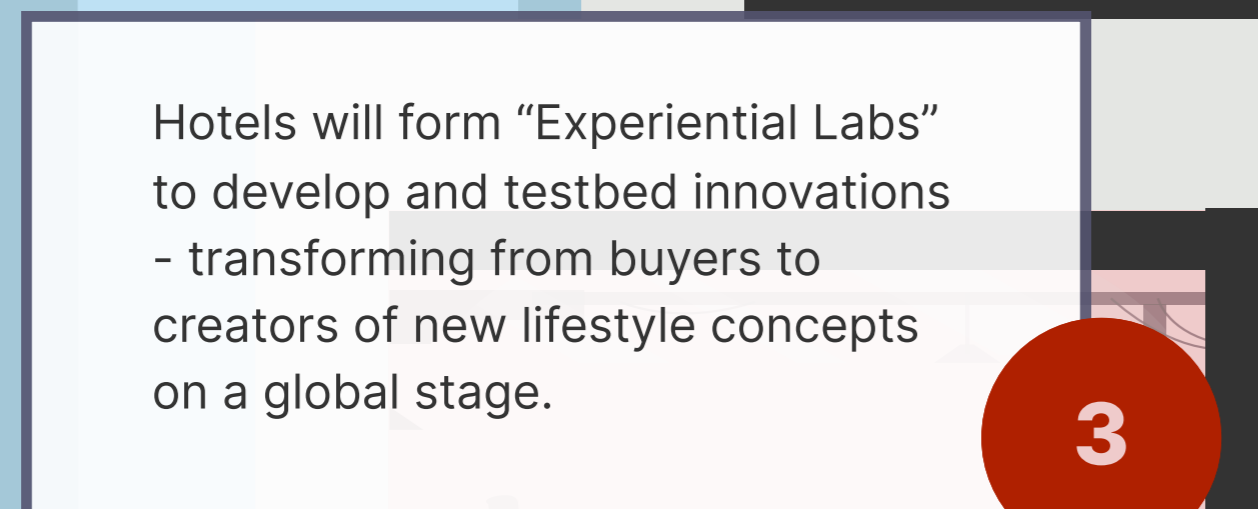 Hotels will form “Experiential Labs”
to develop and testbed innovations
- transforming from buyers to
creators of new lifestyle concepts
on a global stage.
3